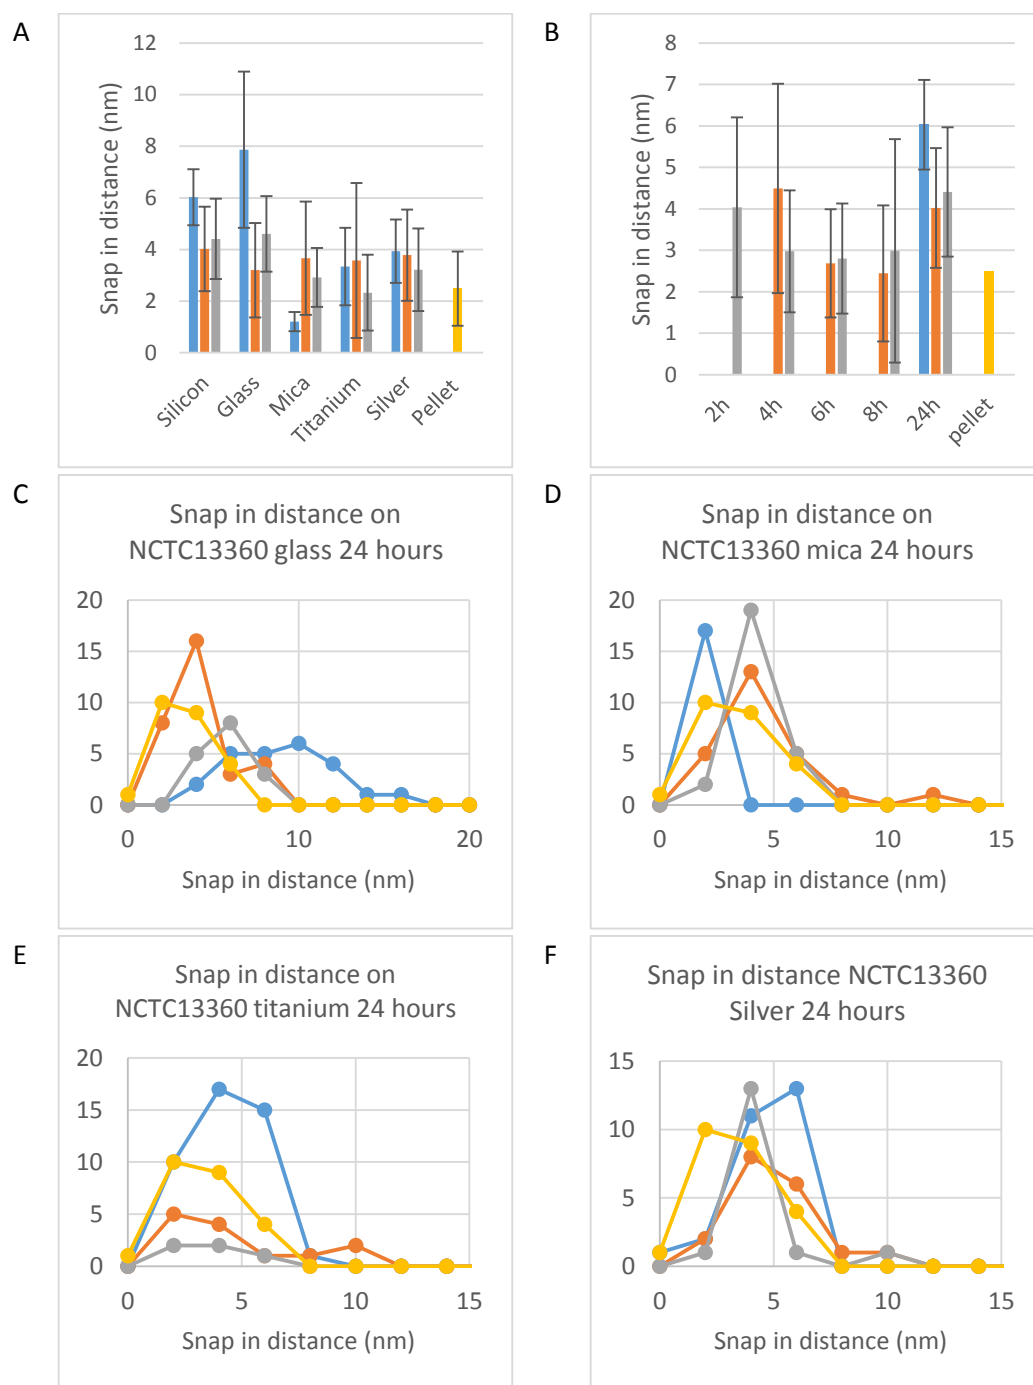 A
12
10
8
6
4
2
0
Snap in distance (nm)
Silicon
Glass
Mica
Titanium
Silver
Pellet
B
8
7
6
5
4
3
2
1
0
Snap in distance (nm)
2h
4h
6h
8h
24h
pellet
C
Snap in distance on
NCTC13360 glass 24 hours
20
15
10
5
0
0 10 20
Snap in distance (nm)
D
Snap in distance on
NCTC13360 mica 24 hours
20
15
10
5
0
0 5 10 15
Snap in distance (nm)
E
Snap in distance on
NCTC13360 titanium 24 hours
20
15
10
5
0
0 5 10 15
Snap in distance (nm)
F
Snap in distance NCTC13360
Silver 24 hours
15
10
5
0
0 5 10 15
Snap in distance (nm)